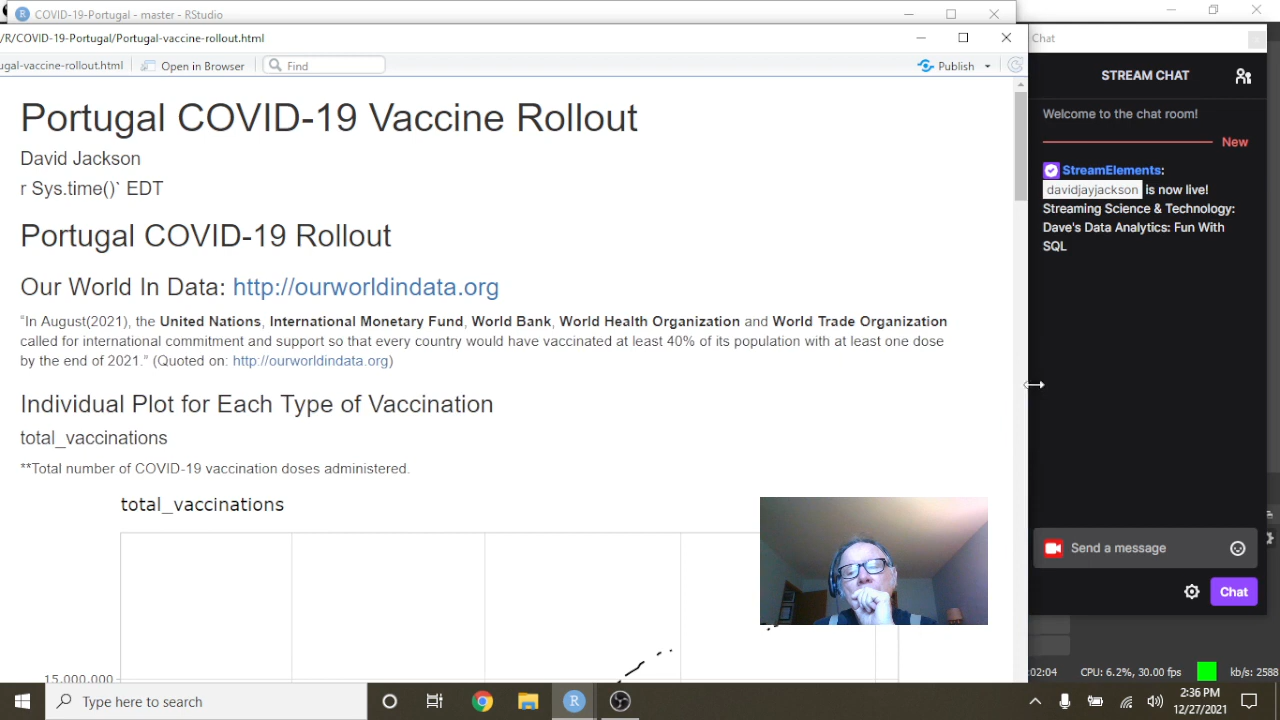 COVID-19-Portugal - master - RStudio
/R/COVID-19-Portugal/Portugal-vaccine-rollout.html
ugal-vaccine-rollout.html
Open in Browser
Find
Publish
Portugal COVID-19 Vaccine Rollout
David Jackson
r Sys.time()` EDT
Portugal COVID-19 Rollout
Our World In Data: http://ourworldindata.org
“In August(2021), the United Nations, International Monetary Fund, World Bank, World Health Organization and World Trade Organization
called for international commitment and support so that every country would have vaccinated at least 40% of its population with at least one dose
by the end of 2021.” (Quoted on: http://ourworldindata.org)
Individual Plot for Each Type of Vaccination
total_vaccinations
**Total number of COVID-19 vaccination doses administered.
total_vaccinations
15,000,000
Chat
STREAM CHAT
Welcome to the chat room!
New
StreamElements:
davidjayjackson is now live!
Streaming Science & Technology:
Dave's Data Analytics: Fun With
SQL
Send a message
Chat
:02:04
CPU: 6.2%, 30.00 fps
kb/s: 2588
Type here to search
2:36 PM
12/27/2021